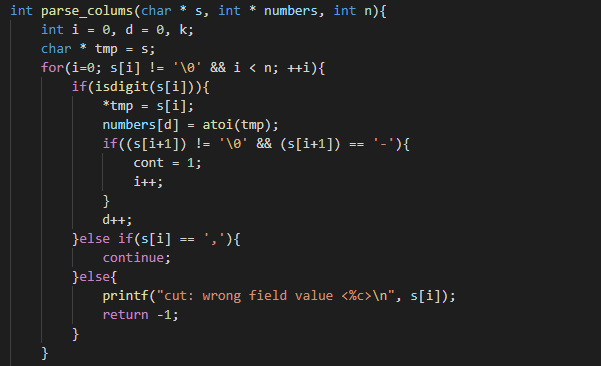 int parse_colums(char * s, int * numbers, int n){
    int i = 0, d = 0, k;
    char * tmp = s;
    for(i=0; s[i] != '\0' && i < n; ++i){
        if(isdigit(s[i])){
            *tmp = s[i];
            numbers[d] = atoi(tmp);
            if((s[i+1]) != '\0' && (s[i+1]) == '-'){
                cont = 1;
                i++;
            }
            d++;
        }else if(s[i] == ','){
            continue;
        }else{
            printf("cut: wrong field value <%c>\n", s[i]);
            return -1;
        }
    }